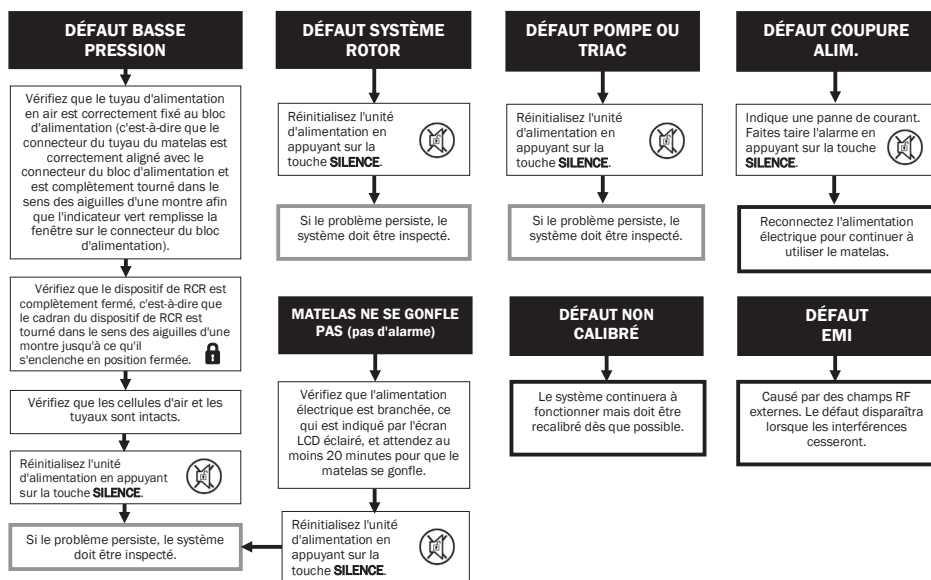 DÉFAUT BASSE
PRESSION
Vérifiez que le tuyau d'alimentation
en air est correctement fixé au bloc
d'alimentation (c'est-à-dire que le
connecteur du tuyau du matelas est
correctement aligné avec le
connecteur du bloc d'alimentation et
est complètement tourné dans le
sens des aiguilles d'une montre afin
que l'indicateur vert remplisse la
fenêtre sur le connecteur du bloc
d'alimentation).
Vérifiez que le dispositif de RCR est
complètement fermé, c'est-à-dire que
le cadran du dispositif de RCR est
tourné dans le sens des aiguilles d'une
montre jusqu'à ce qu'il
s'enclenche en position fermée.
Vérifiez que les cellules d'air et les
tuyaux sont intacts.
Réinitialisez l'unité
d'alimentation en appuyant
sur la touche SILENCE.
Si le problème persiste, le système
doit être inspecté.
DÉFAUT SYSTÈME
ROTOR
Réinitialisez l'unité
d'alimentation en
appuyant sur la
touche SILENCE.
Si le problème persiste, le
système doit être inspecté.
MATELAS NE SE GONFLE
PAS (pas d'alarme)
Vérifiez que l'alimentation
électrique est branchée, ce
qui est indiqué par l'écran
LCD éclairé, et attendez au
moins 20 minutes pour que le
matelas se gonfle.
Réinitialisez l'unité
d'alimentation en
appuyant sur la
touche SILENCE.
DÉFAUT POMPE OU
TRIAC
Réinitialisez l'unité
d'alimentation en
appuyant sur la
touche SILENCE.
Si le problème persiste, le
système doit être inspecté.
DÉFAUT NON
CALIBRÉ
Le système continuera à
fonctionner mais doit être
recalibré dès que possible.
DÉFAUT COUPURE
ALIM.
Indique une panne de courant.
Faites taire l'alarme en
appuyant sur la touche
SILENCE.
Reconnectez l'alimentation
électrique pour continuer à
utiliser le matelas.
DÉFAUT
EMI
Causé par des champs RF
externes. Le défaut disparaîtra
lorsque les interférences
cesseront.